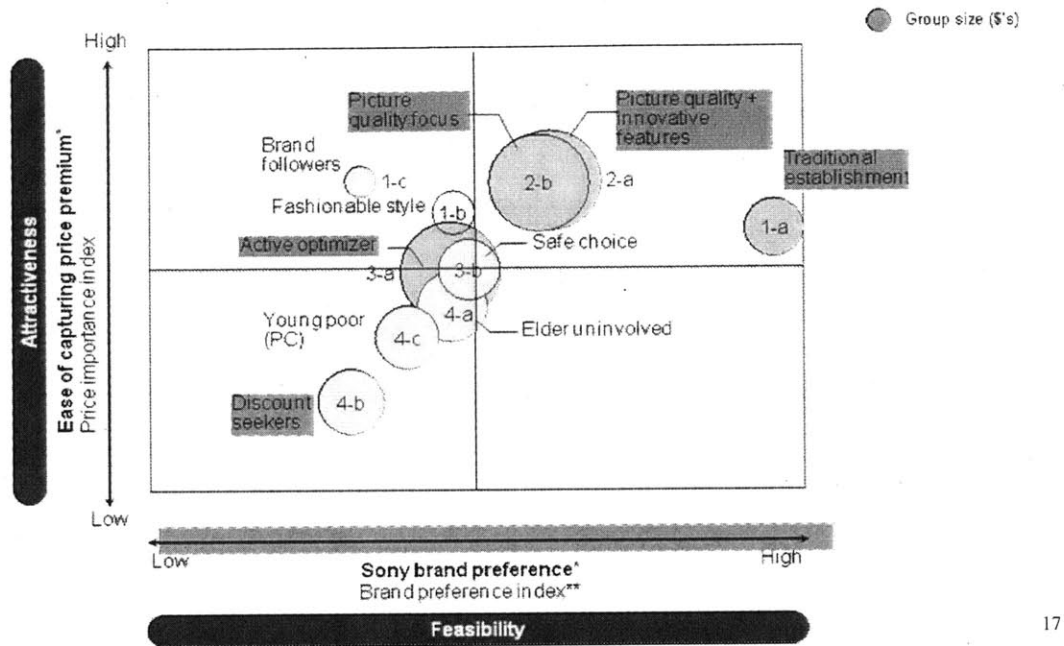 Group size ($'s)
High
Picture
quality focus
Picture quality +
innovative
features
Brand
followers
1-c
2-b
2-a
Traditional
establishment
Fashionable style
1-b
1-a
Active optimizer
Safe choice
3-a
3-b
4-a
Young poor
(PC)
Elder uninvolved
4-c
Discount
seekers
4-b
Attractiveness
Ease of capturing price premium*
Price importance index
Low
Low
High
Sony brand preference*
Brand preference index**
Feasibility
17